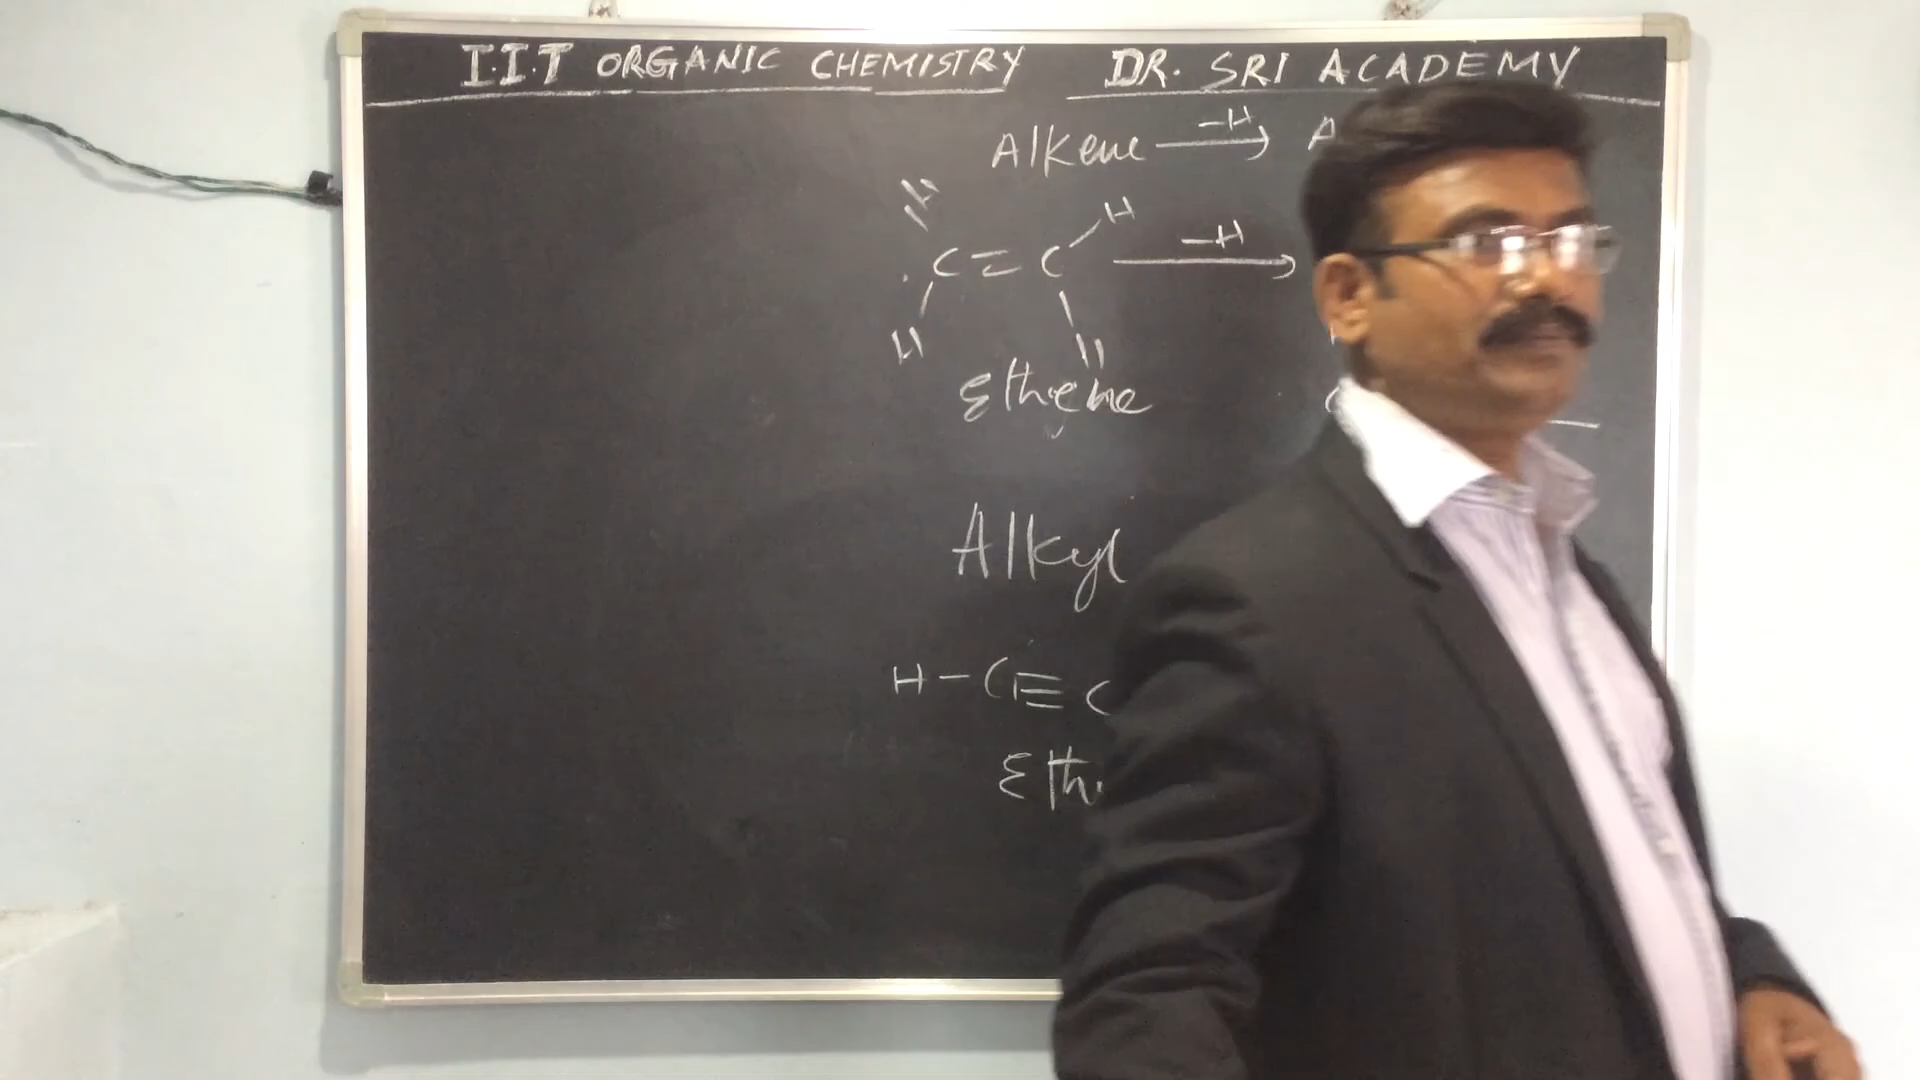 I.I.T ORGANIC CHEMISTRY DR. SRI ACADEMY
Alkene —H→ A
H H
C = C —H→
H H
Ethene
Alkyl
H - C ≡ C
Eth